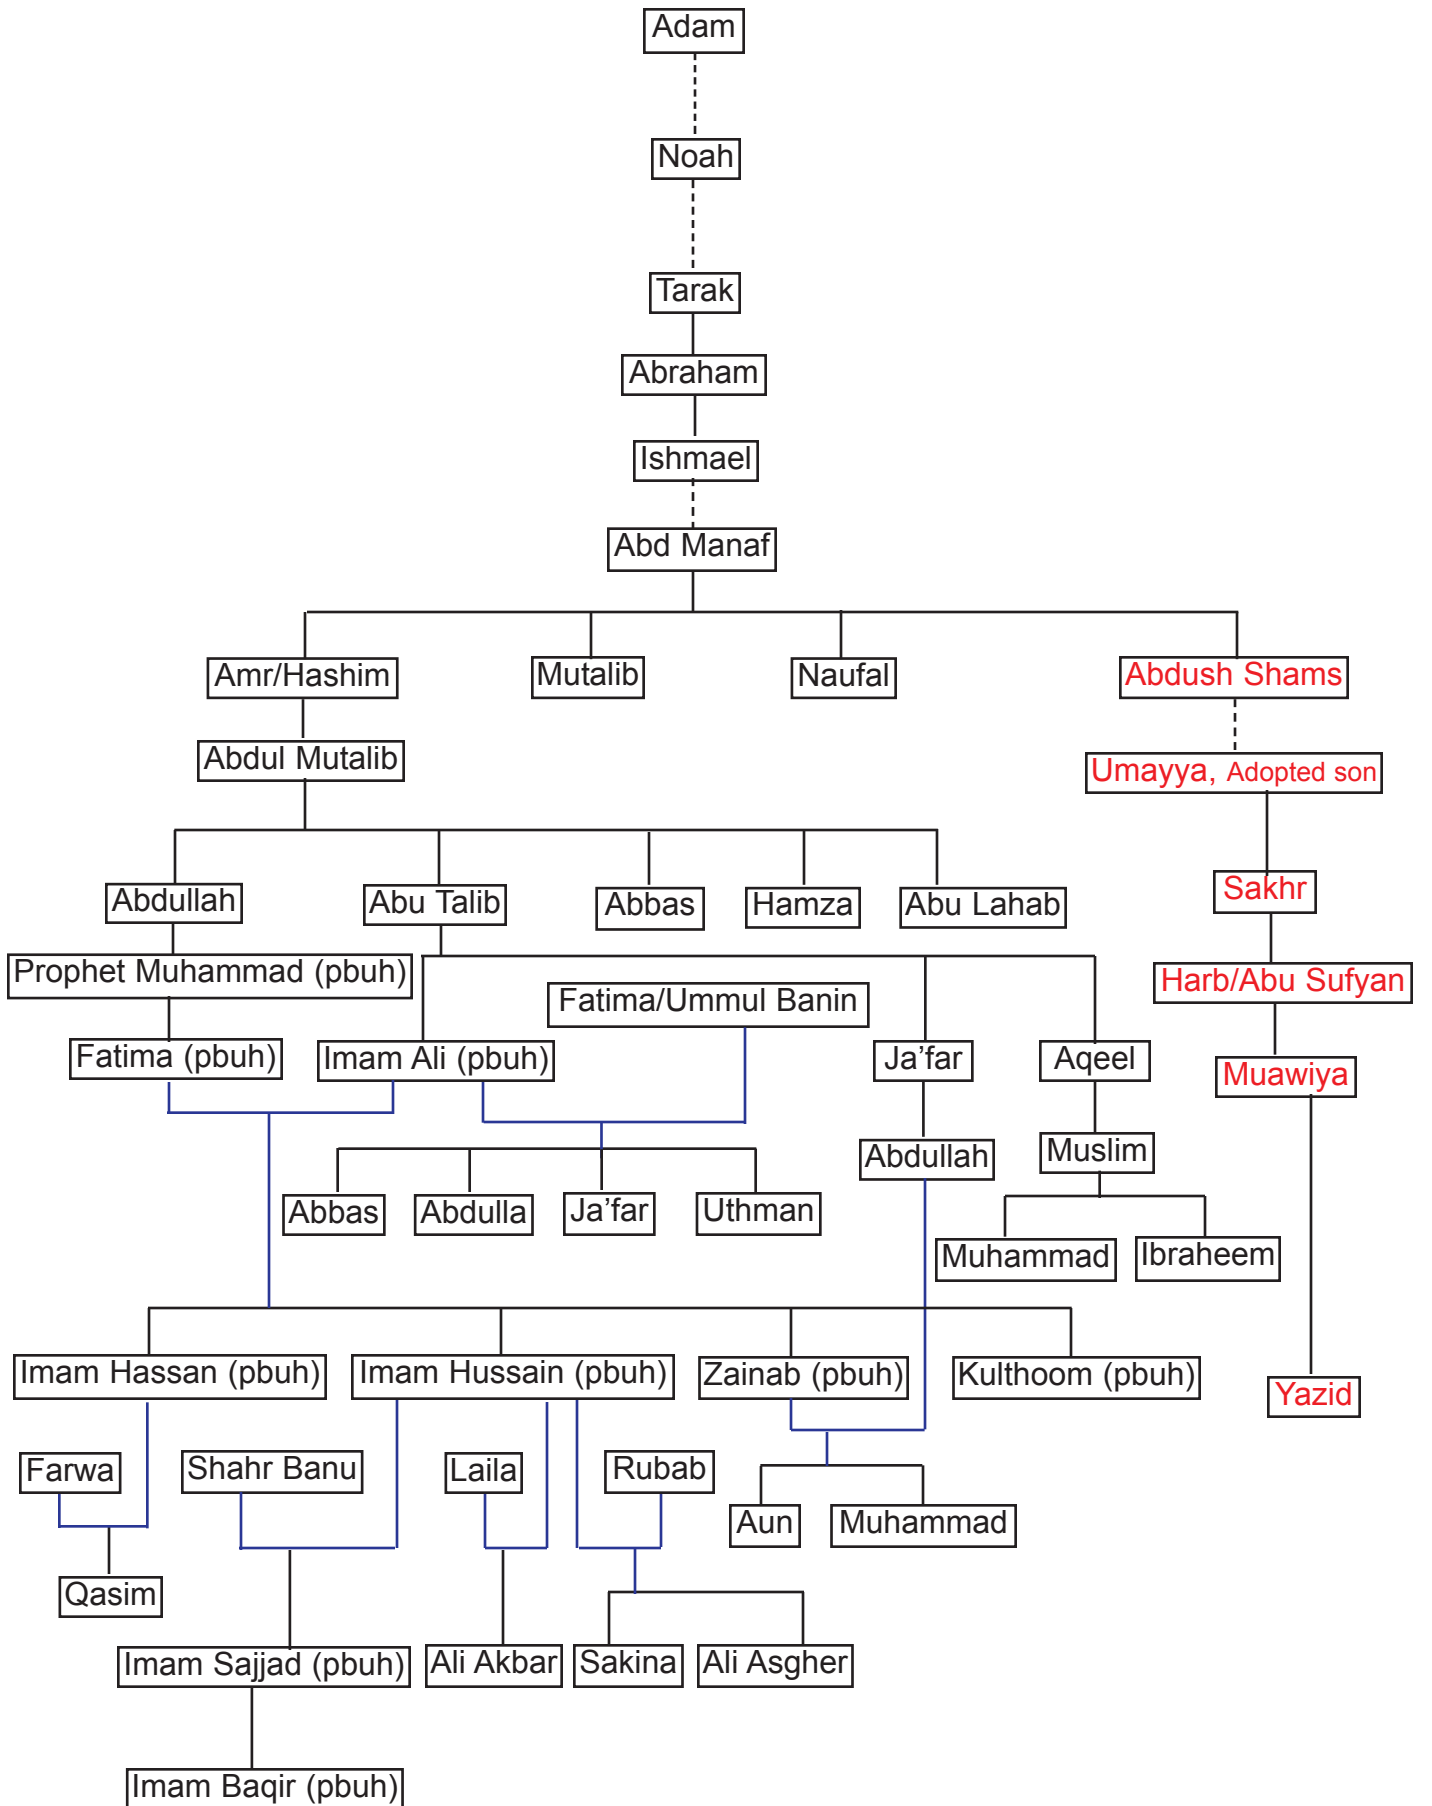 Adam
Noah
Tarak
Abraham
Ishmael
Abd Manaf
Amr/Hashim
Mutalib
Naufal
Abdush Shams
Abdul Mutalib
Umayya, Adopted son
Abdullah
Abu Talib
Abbas
Hamza
Abu Lahab
Sakhr
Prophet Muhammad (pbuh)
Fatima/Ummul Banin
Harb/Abu Sufyan
Fatima (pbuh)
Imam Ali (pbuh)
Ja’far
Aqeel
Muawiya
Abdullah
Muslim
Abbas
Abdulla
Ja’far
Uthman
Muhammad
Ibraheem
Imam Hassan (pbuh)
Imam Hussain (pbuh)
Zainab (pbuh)
Kulthoom (pbuh)
Yazid
Farwa
Shahr Banu
Laila
Rubab
Aun
Muhammad
Qasim
Imam Sajjad (pbuh)
Ali Akbar
Sakina
Ali Asgher
Imam Baqir (pbuh)